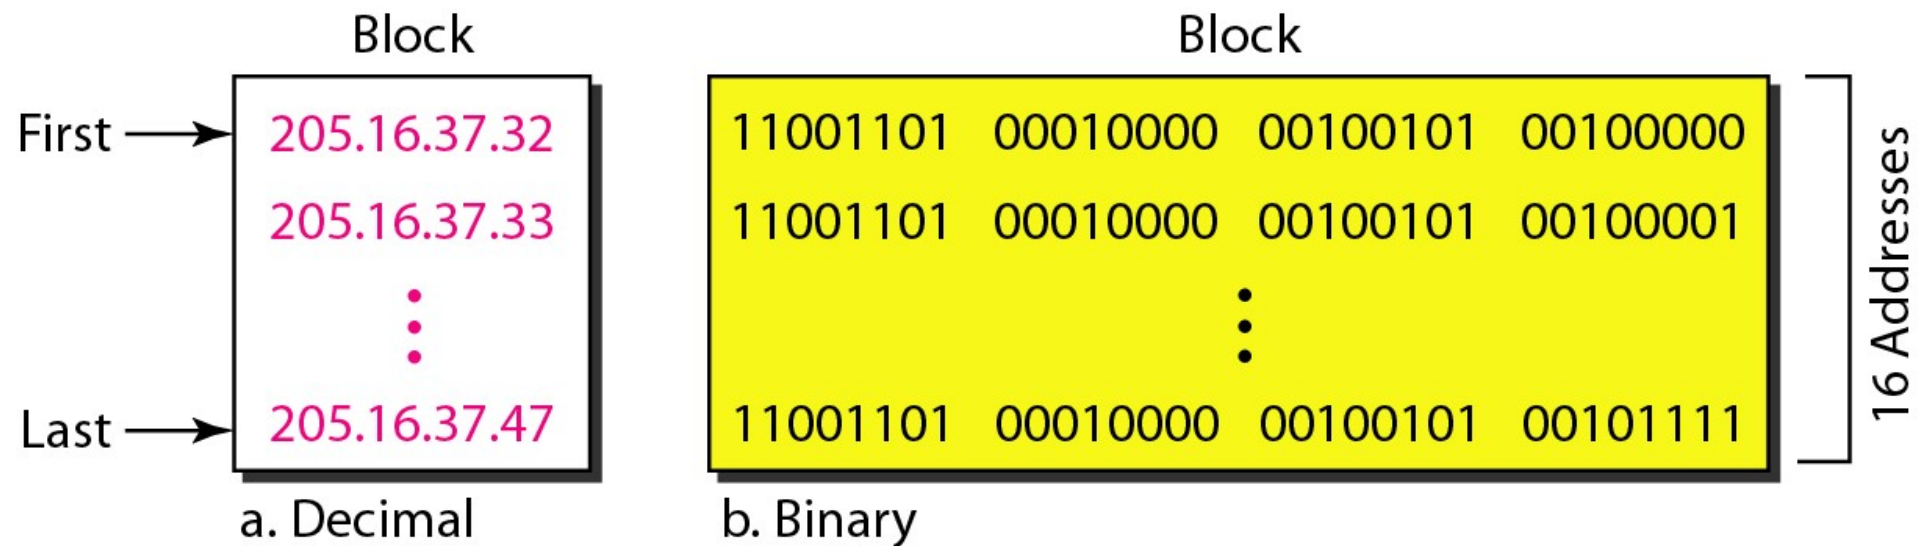 Block
Block
First
205.16.37.32
11001101 00010000 00100101 00100000
205.16.37.33
11001101 00010000 00100101 00100001
Last
205.16.37.47
11001101 00010000 00100101 00101111
16 Addresses
a. Decimal
b. Binary